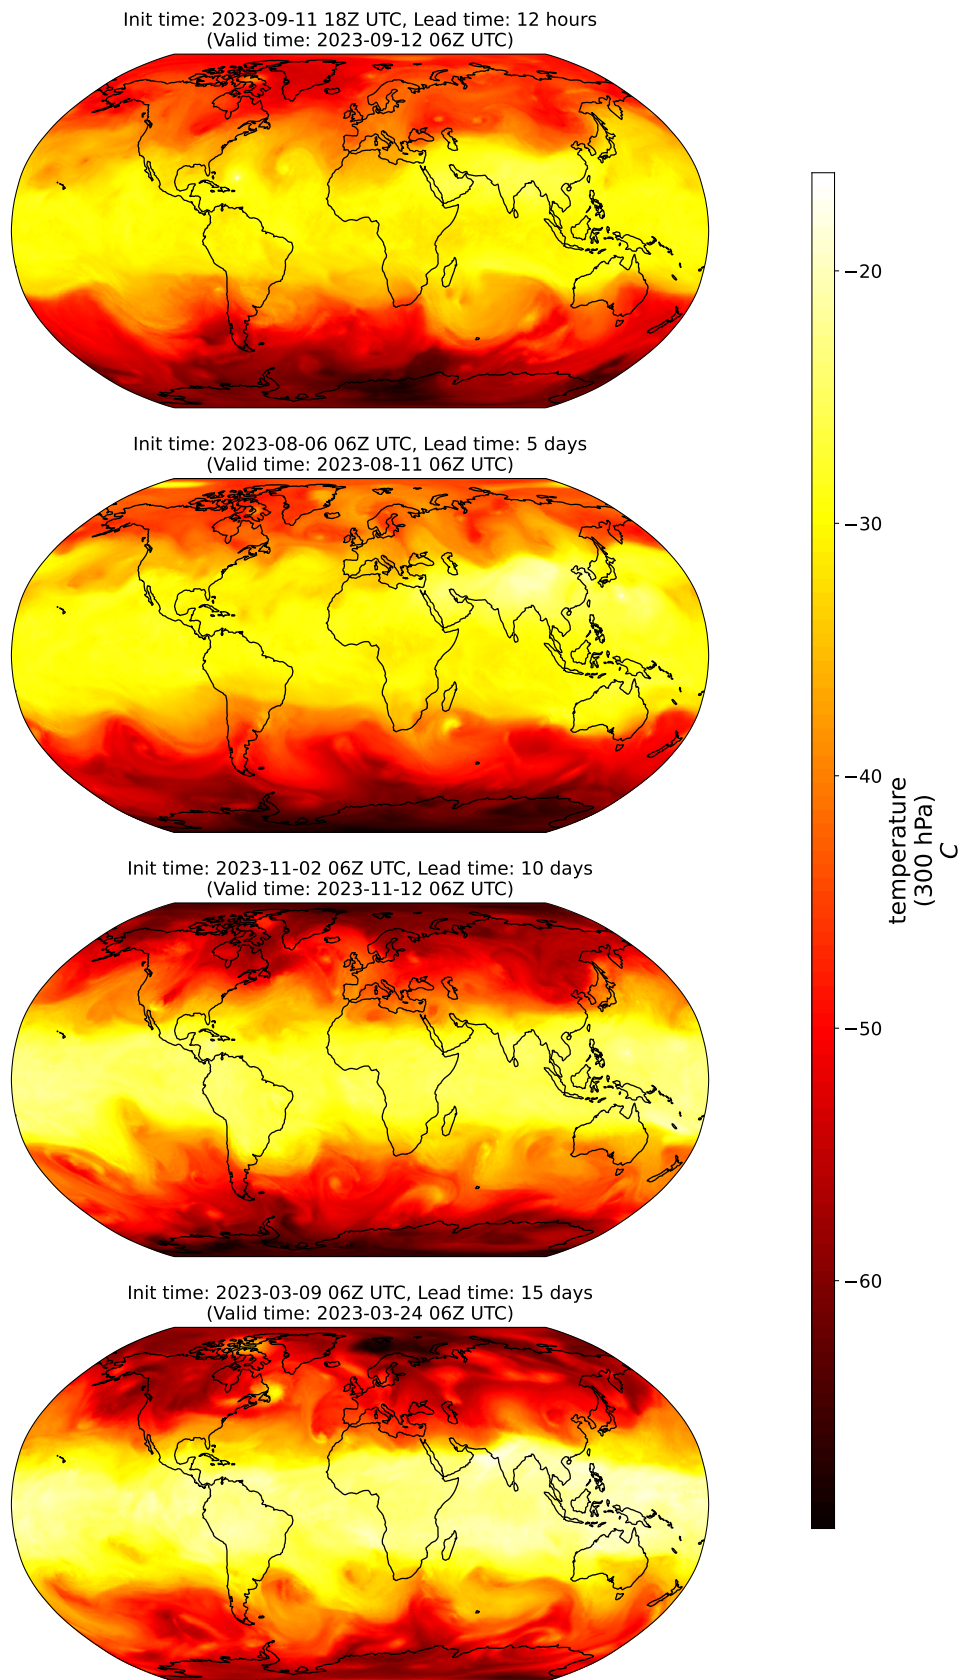 Init time: 2023-09-11 18Z UTC, Lead time: 12 hours
(Valid time: 2023-09-12 06Z UTC)
Init time: 2023-08-06 06Z UTC, Lead time: 5 days
(Valid time: 2023-08-11 06Z UTC)
Init time: 2023-11-02 06Z UTC, Lead time: 10 days
(Valid time: 2023-11-12 06Z UTC)
Init time: 2023-03-09 06Z UTC, Lead time: 15 days
(Valid time: 2023-03-24 06Z UTC)
−20
−30
−40
−50
−60
temperature
(300 hPa)
C